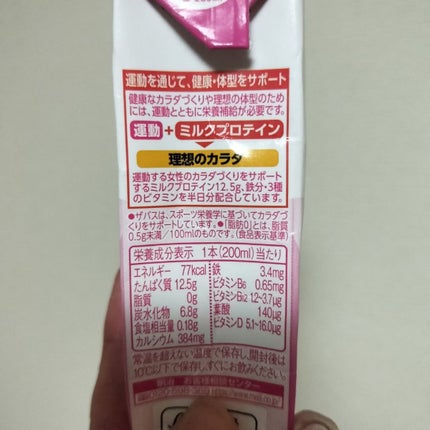 運動を通じて、健康・体型をサポート
健康なカラダづくりや理想の体型のため
には、運動とともに栄養補給が必要です。
運動+ミルクプロテイン
理想のカラダ
運動する女性のカラダづくりをサポート
するミルクプロテイン12.5g、鉄分・3種
のビタミンを半日分配合しています。
●ザバスは、スポーツ栄養学に基づいてカラダづ
くりをサポートしています。●「脂肪0」とは、脂質
0.5g未満/100mlのものです。(食品表示基準)
栄養成分表示 1本(200ml)当たり
エネルギー 77kcal
たんぱく質 12.5g
脂質 0g
炭水化物 6.8g
食塩相当量 0.18g
カルシウム 384mg
鉄 3.4mg
ビタミンB6 0.65mg
ビタミンB12 1.2~3.7μg
葉酸 140μg
ビタミンD 5.1~16.0μg
常温を超えない温度で保存し、開封後は
10℃以下で保存し、すぐにお飲みください。
お客様相談センター